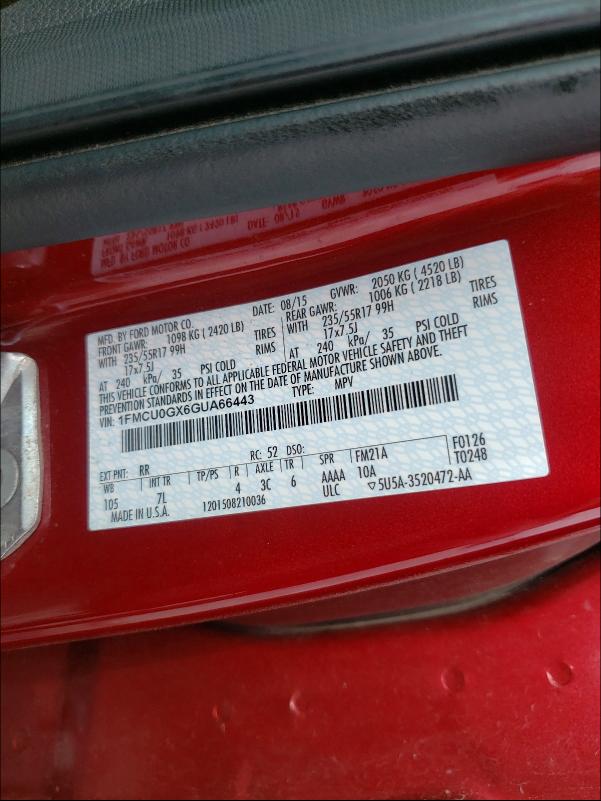 MFD. BY FORD MOTOR CO.
DATE: 08/15 GVWR: 2050 KG ( 4520 LB)
FRONT GAWR: 1098 KG ( 2420 LB) REAR GAWR: 1006 KG ( 2218 LB)
WITH 235/55R17 99H TIRES WITH 235/55R17 99H TIRES
17x7.5J RIMS 17x7.5J RIMS
AT 240 kPa/ 35 PSI COLD AT 240 kPa/ 35 PSI COLD
THIS VEHICLE CONFORMS TO ALL APPLICABLE FEDERAL MOTOR VEHICLE SAFETY AND THEFT
PREVENTION STANDARDS IN EFFECT ON THE DATE OF MANUFACTURE SHOWN ABOVE.
VIN: 1FMCU0GX6GUA66443 TYPE: MPV
EXT PNT: RR RC: 52 DSO: FM21A F0126
WB INT TR TP/PS R AXLE TR SPR T0248
105 7L 4 3C 6 AAAA 10A
MADE IN U.S.A. 1201508210036 ULC ▽5U5A-3520472-AA